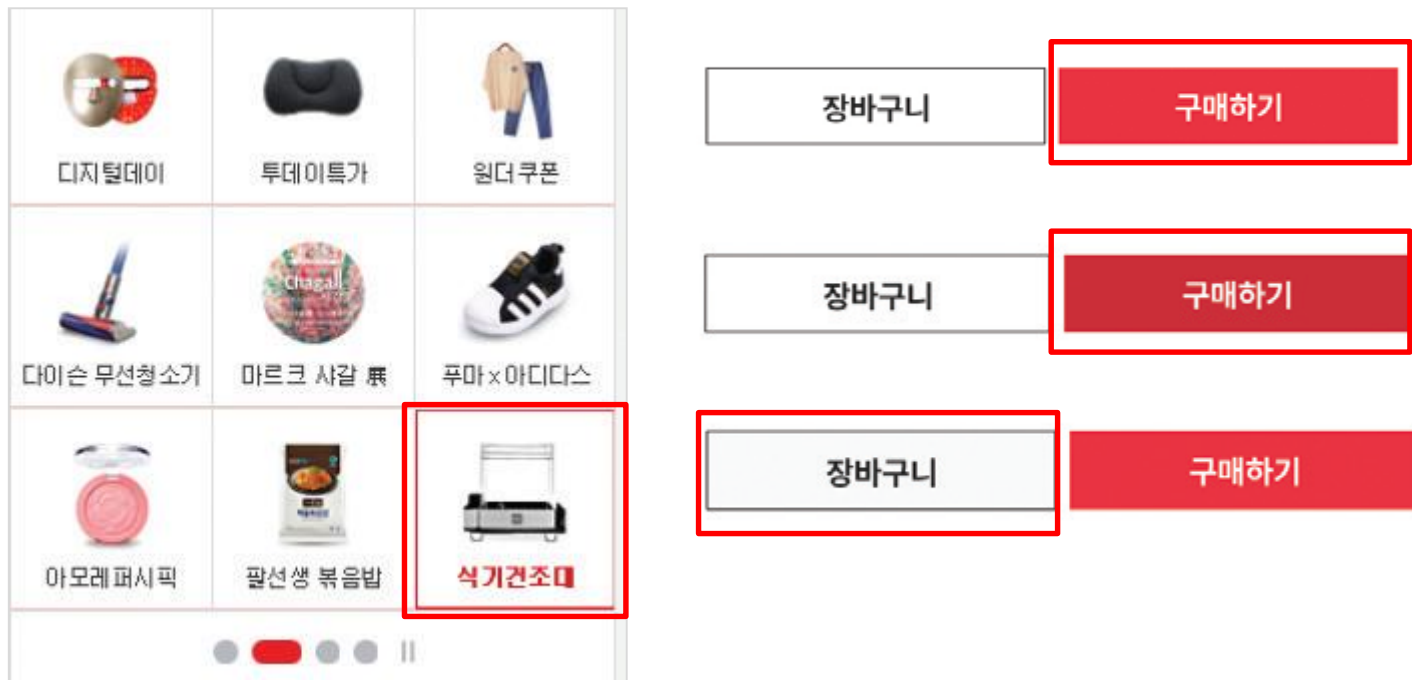 디지털데이
투데이특가
원더쿠폰
Chagall
다이슨 무선청소기
마르크 샤갈 展
푸마×아디다스
아모레퍼시픽
팔선생 볶음밥
식기건조대
장바구니
구매하기
장바구니
구매하기
장바구니
구매하기